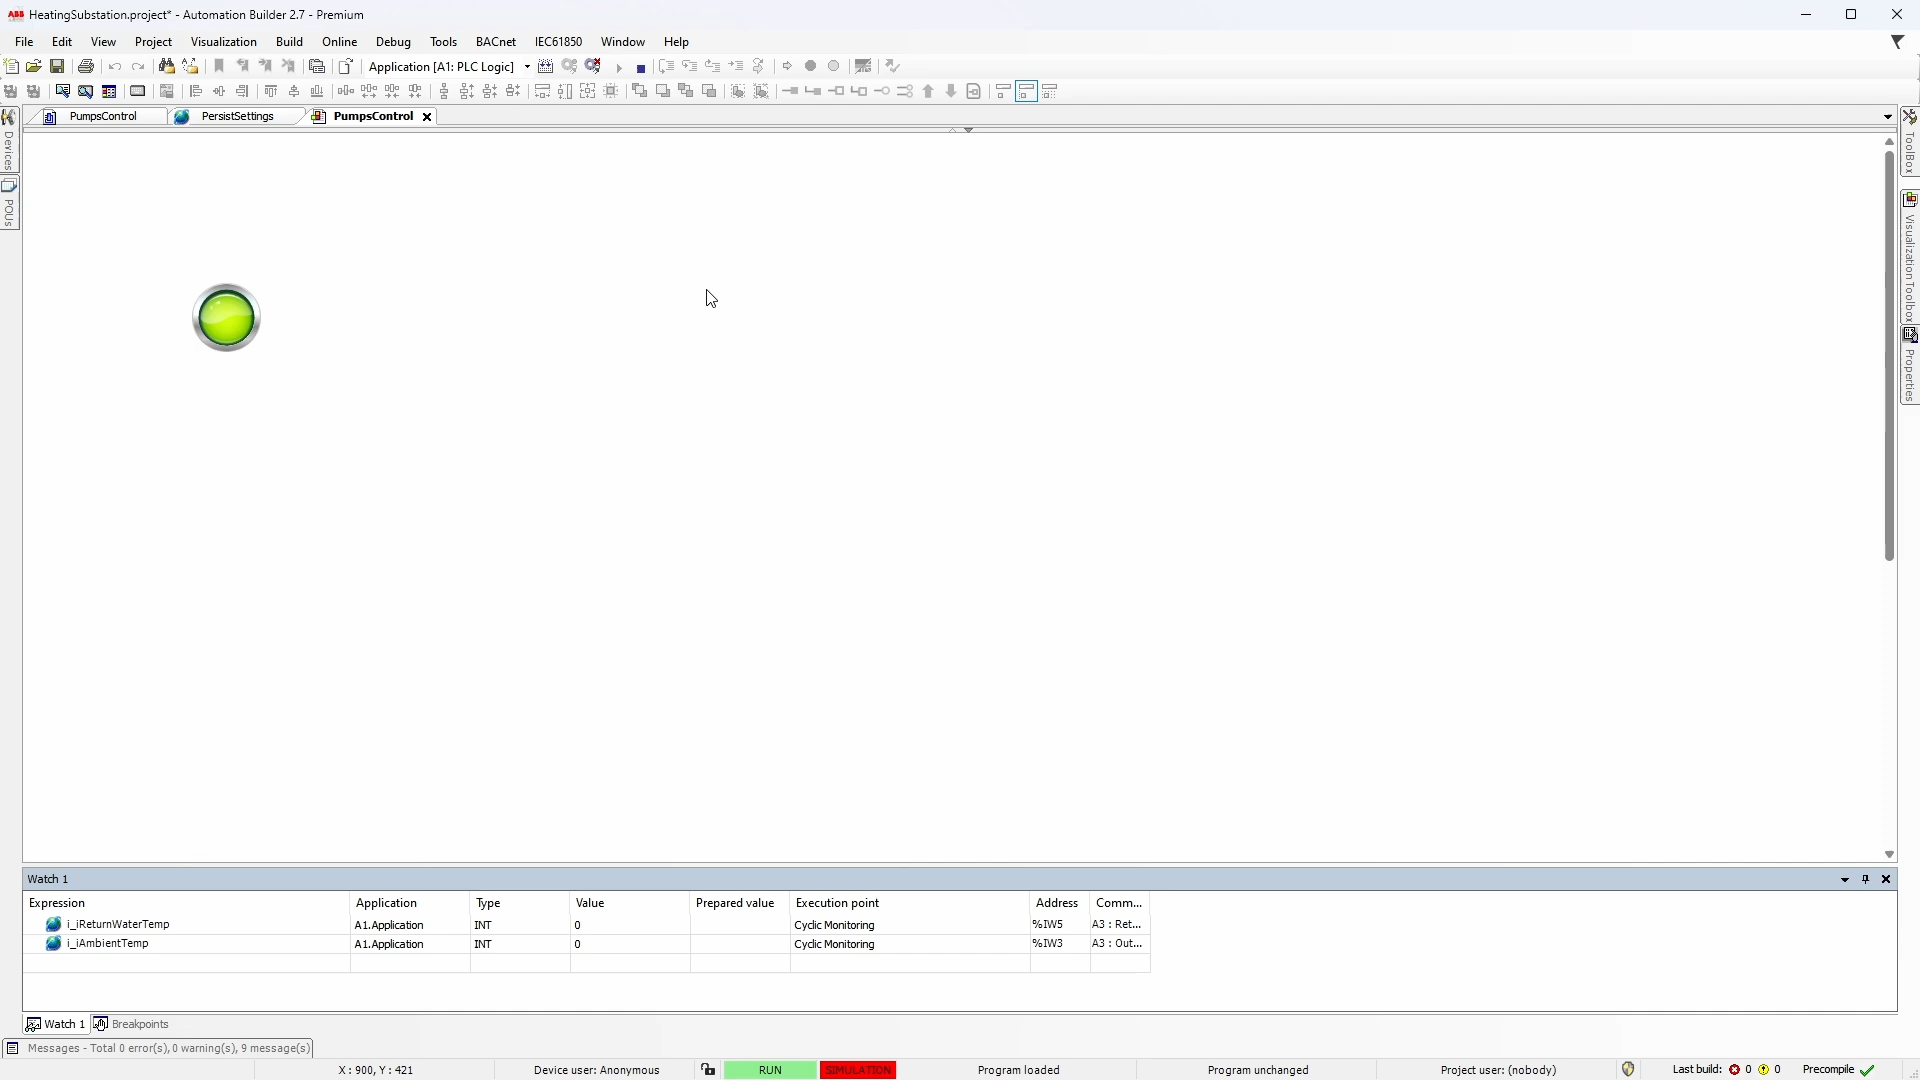 ABB HeatingSubstation.project* - Automation Builder 2.7 - Premium
File Edit View Project Visualization Build Online Debug Tools BACnet IEC61850 Window Help
Application [A1: PLC Logic]
PumpsControl PersistSettings PumpsControl
Devices
POUs
ToolBox
Visualization Toolbox
Properties
Watch 1
Expression Application Type Value Prepared value Execution point Address Comm...
i_iReturnWaterTemp A1.Application INT 0 Cyclic Monitoring %IW5 A3 : Ret...
i_iAmbientTemp A1.Application INT 0 Cyclic Monitoring %IW3 A3 : Out...
Watch 1 Breakpoints
Messages - Total 0 error(s), 0 warning(s), 9 message(s)
X : 900, Y : 421 Device user: Anonymous RUN SIMULATION Program loaded Program unchanged Project user: (nobody) Last build: 0 0 Precompile